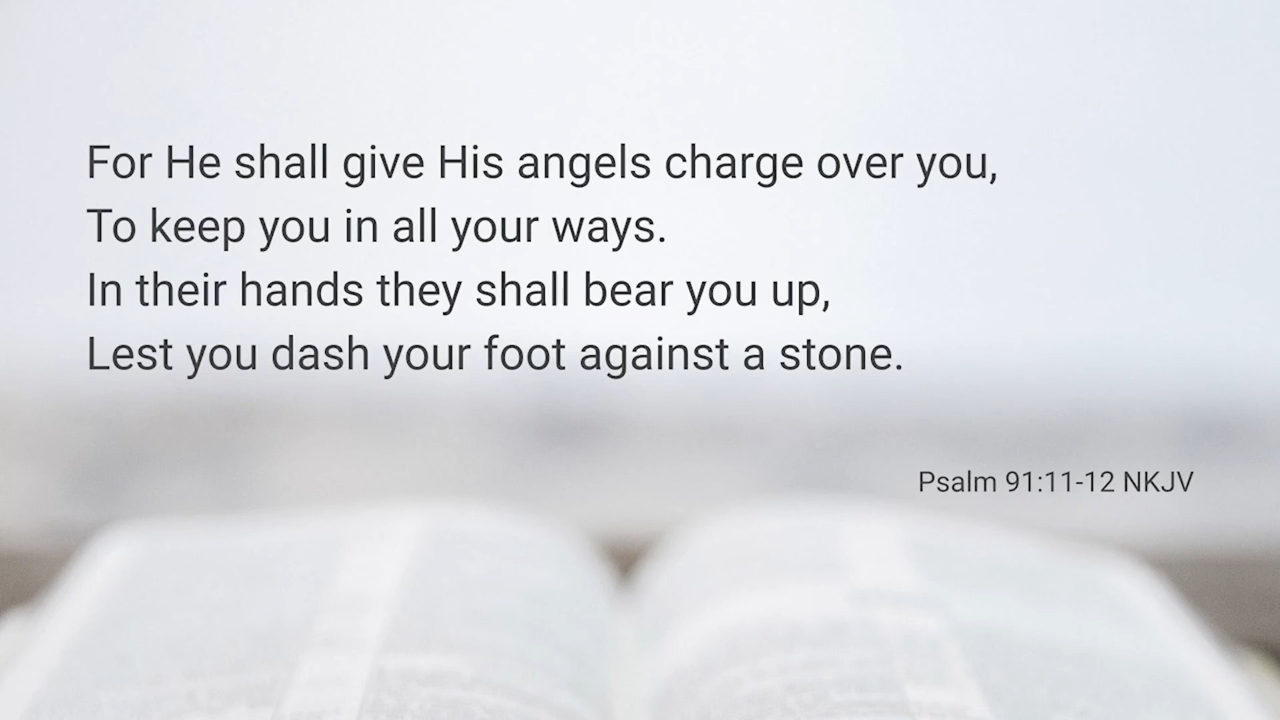 For He shall give His angels charge over you,
To keep you in all your ways.
In their hands they shall bear you up,
Lest you dash your foot against a stone.
Psalm 91:11-12 NKJV